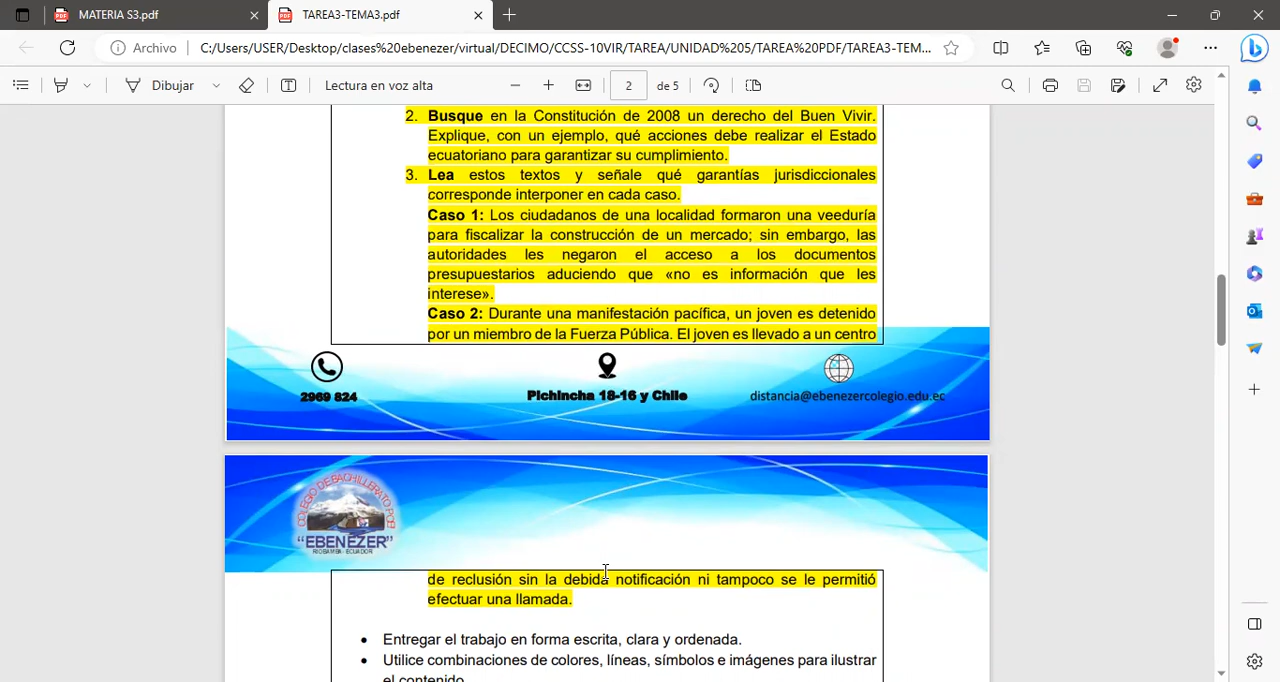 MATERIA S3.pdf
TAREA3-TEMA3.pdf
Archivo
C:/Users/USER/Desktop/clases%20ebenezer/virtual/DECIMO/CCSS-10VIR/TAREA/UNIDAD%205/TAREA%20PDF/TAREA3-TEM...
Dibujar
Lectura en voz alta
2 de 5
2. Busque en la Constitución de 2008 un derecho del Buen Vivir.
Explique, con un ejemplo, qué acciones debe realizar el Estado
ecuatoriano para garantizar su cumplimiento.
3. Lea estos textos y señale qué garantías jurisdiccionales
corresponde interponer en cada caso.
Caso 1: Los ciudadanos de una localidad formaron una veeduría
para fiscalizar la construcción de un mercado; sin embargo, las
autoridades les negaron el acceso a los documentos
presupuestarios aduciendo que «no es información que les
interese».
Caso 2: Durante una manifestación pacífica, un joven es detenido
por un miembro de la Fuerza Pública. El joven es llevado a un centro
2969 824
Pichincha 18-16 y Chile
distancia@ebenezercolegio.edu.ec
COLEGIO DE BACHILLERATO PCEI
"EBENEZER"
RIOBAMBA - ECUADOR
de reclusión sin la debida notificación ni tampoco se le permitió
efectuar una llamada.
• Entregar el trabajo en forma escrita, clara y ordenada.
• Utilice combinaciones de colores, líneas, símbolos e imágenes para ilustrar
el contenido.